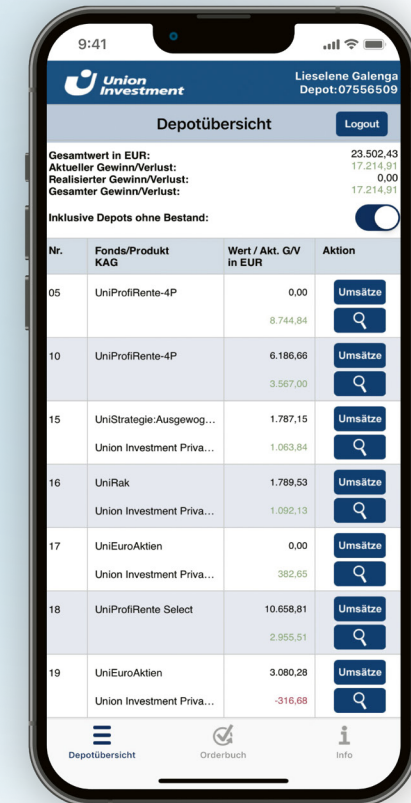 9:41
Union
Investment
Lieselene Galenga
Depot:07556509
Depotübersicht
Logout
Gesamtwert in EUR: 23.502,43
Aktueller Gewinn/Verlust: 17.214,91
Realisierter Gewinn/Verlust: 0,00
Gesamter Gewinn/Verlust: 17.214,91
Inklusive Depots ohne Bestand:
Nr. Fonds/Produkt Wert / Akt. G/V Aktion
KAG in EUR
05 UniProfiRente-4P 0,00 Umsätze
8.744,84
10 UniProfiRente-4P 6.186,66 Umsätze
3.567,00
15 UniStrategie:Ausgewog... 1.787,15 Umsätze
Union Investment Priva... 1.063,84
16 UniRak 1.789,53 Umsätze
Union Investment Priva... 1.092,13
17 UniEuroAktien 0,00 Umsätze
Union Investment Priva... 382,65
18 UniProfiRente Select 10.658,81 Umsätze
2.955,51
19 UniEuroAktien 3.080,28 Umsätze
Union Investment Priva... -316,68
Depotübersicht Orderbuch Info